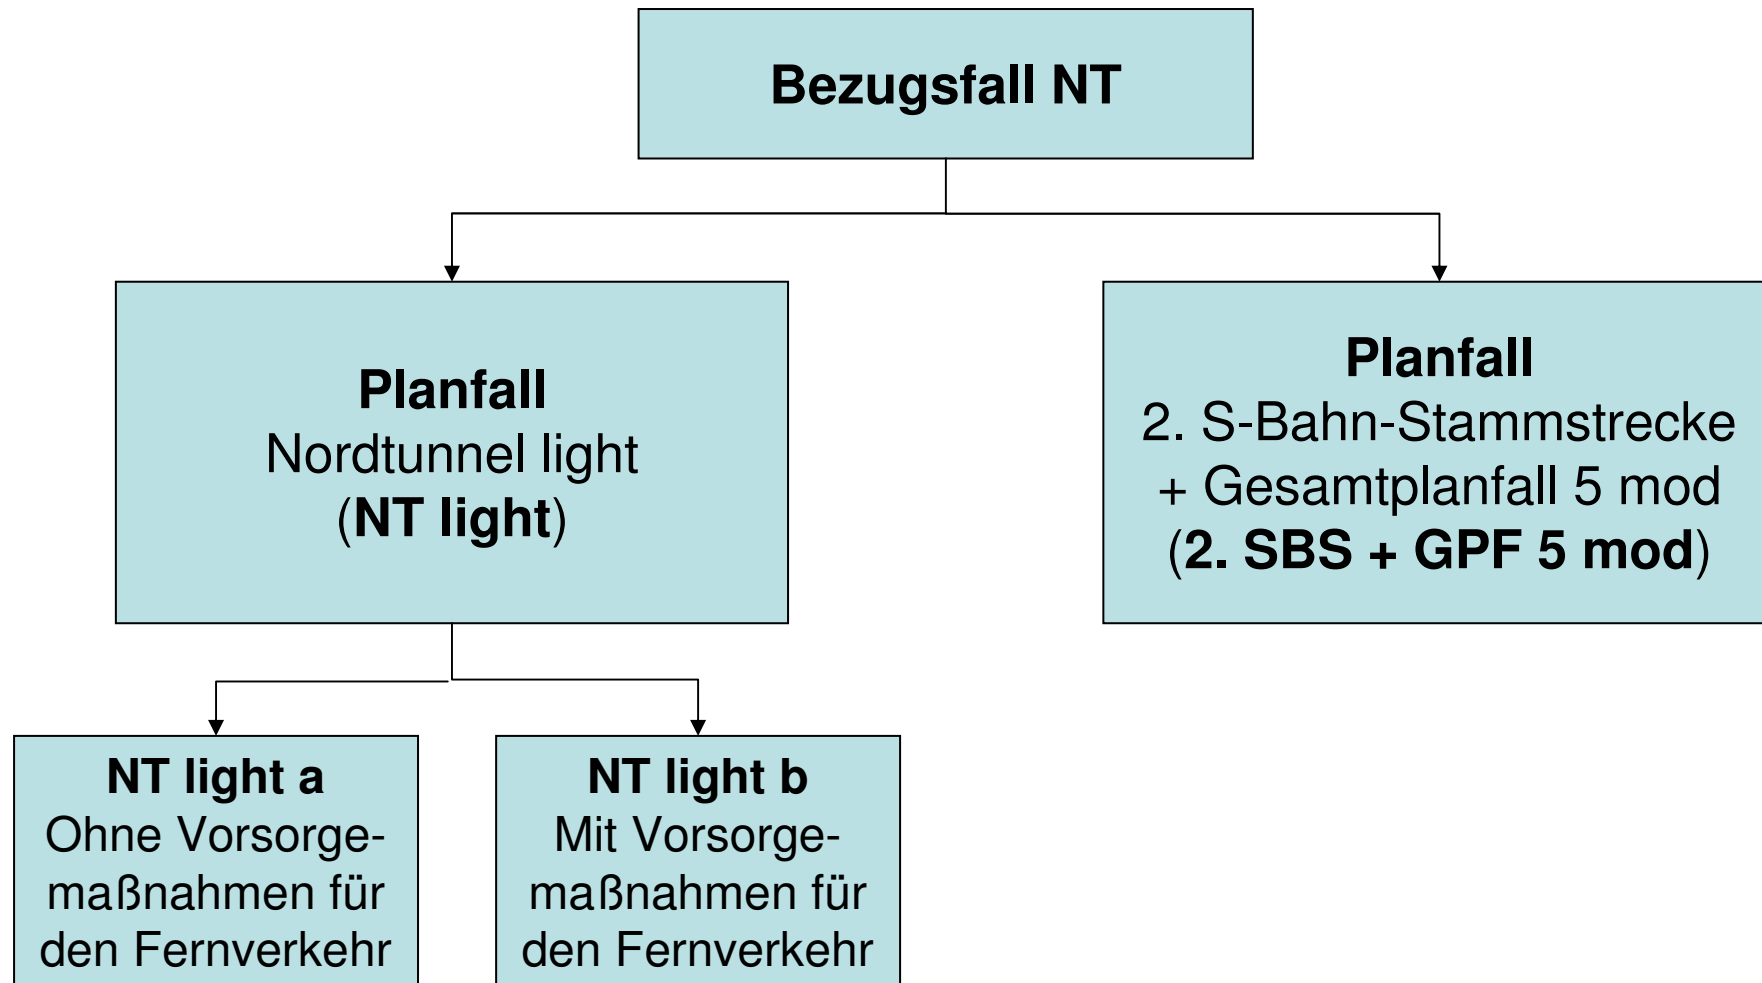 Bezugsfall NT
Planfall
Nordtunnel light
(NT light)
Planfall
2. S-Bahn-Stammstrecke
+ Gesamtplanfall 5 mod
(2. SBS + GPF 5 mod)
NT light a
Ohne Vorsorge-
maßnahmen für
den Fernverkehr
NT light b
Mit Vorsorge-
maßnahmen für
den Fernverkehr